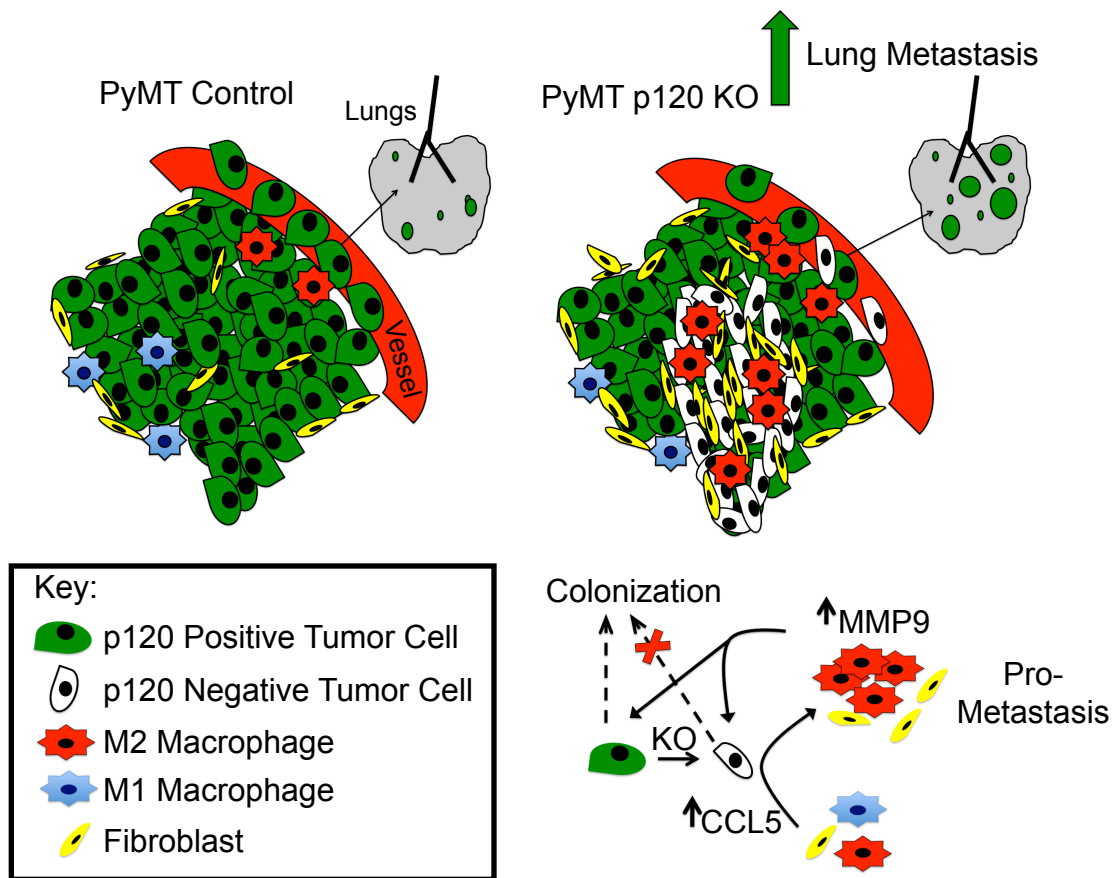 PyMT Control
Lungs
Vessel
Lung Metastasis
PyMT p120 KO
Key:
p120 Positive Tumor Cell
p120 Negative Tumor Cell
M2 Macrophage
M1 Macrophage
Fibroblast
Colonization
MMP9
Pro-
Metastasis
KO
CCL5